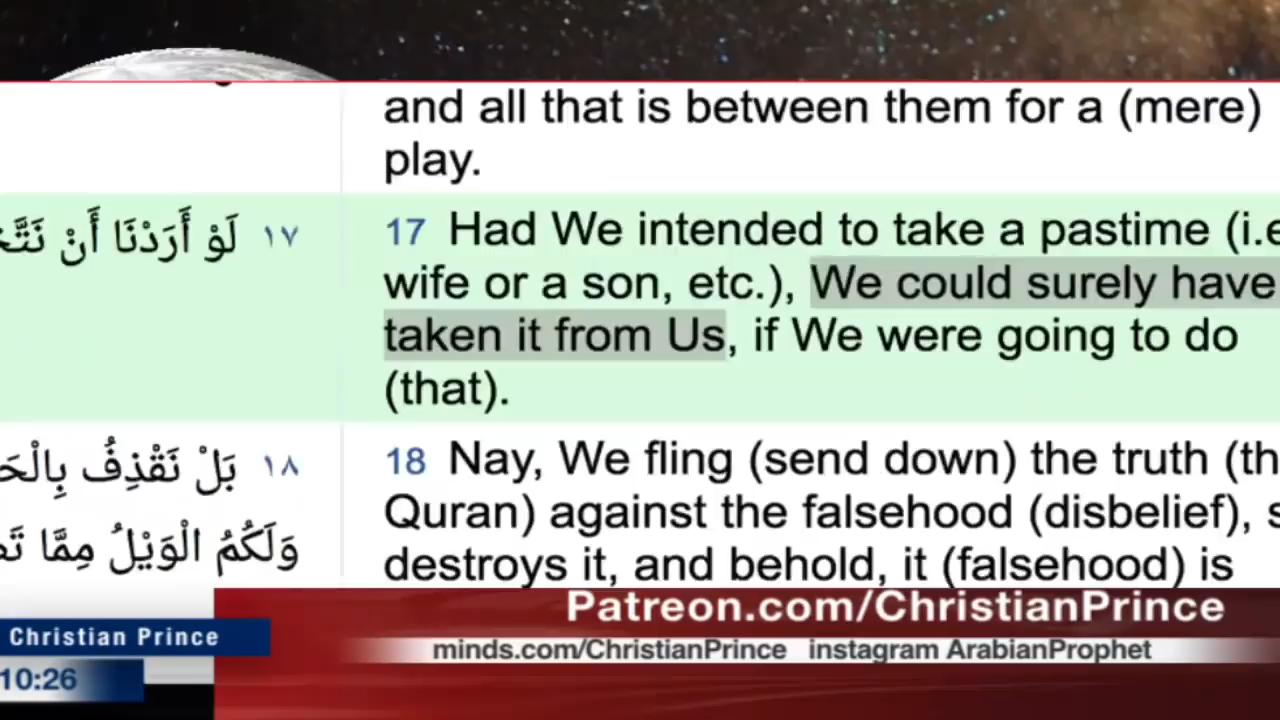 and all that is between them for a (mere)
play.
١٧ لَوْ أَرَدْنَا أَنْ
17 Had We intended to take a pastime (i.e
wife or a son, etc.), We could surely have
taken it from Us, if We were going to do
(that).
١٨ بَلْ نَقْذِفُ
وَلَكُمُ الْوَيْلُ مِمَّا
18 Nay, We fling (send down) the truth (th
Quran) against the falsehood (disbelief), s
destroys it, and behold, it (falsehood) is
Patreon.com/ChristianPrince
Christian Prince
minds.com/ChristianPrince instagram ArabianProphet
10:26